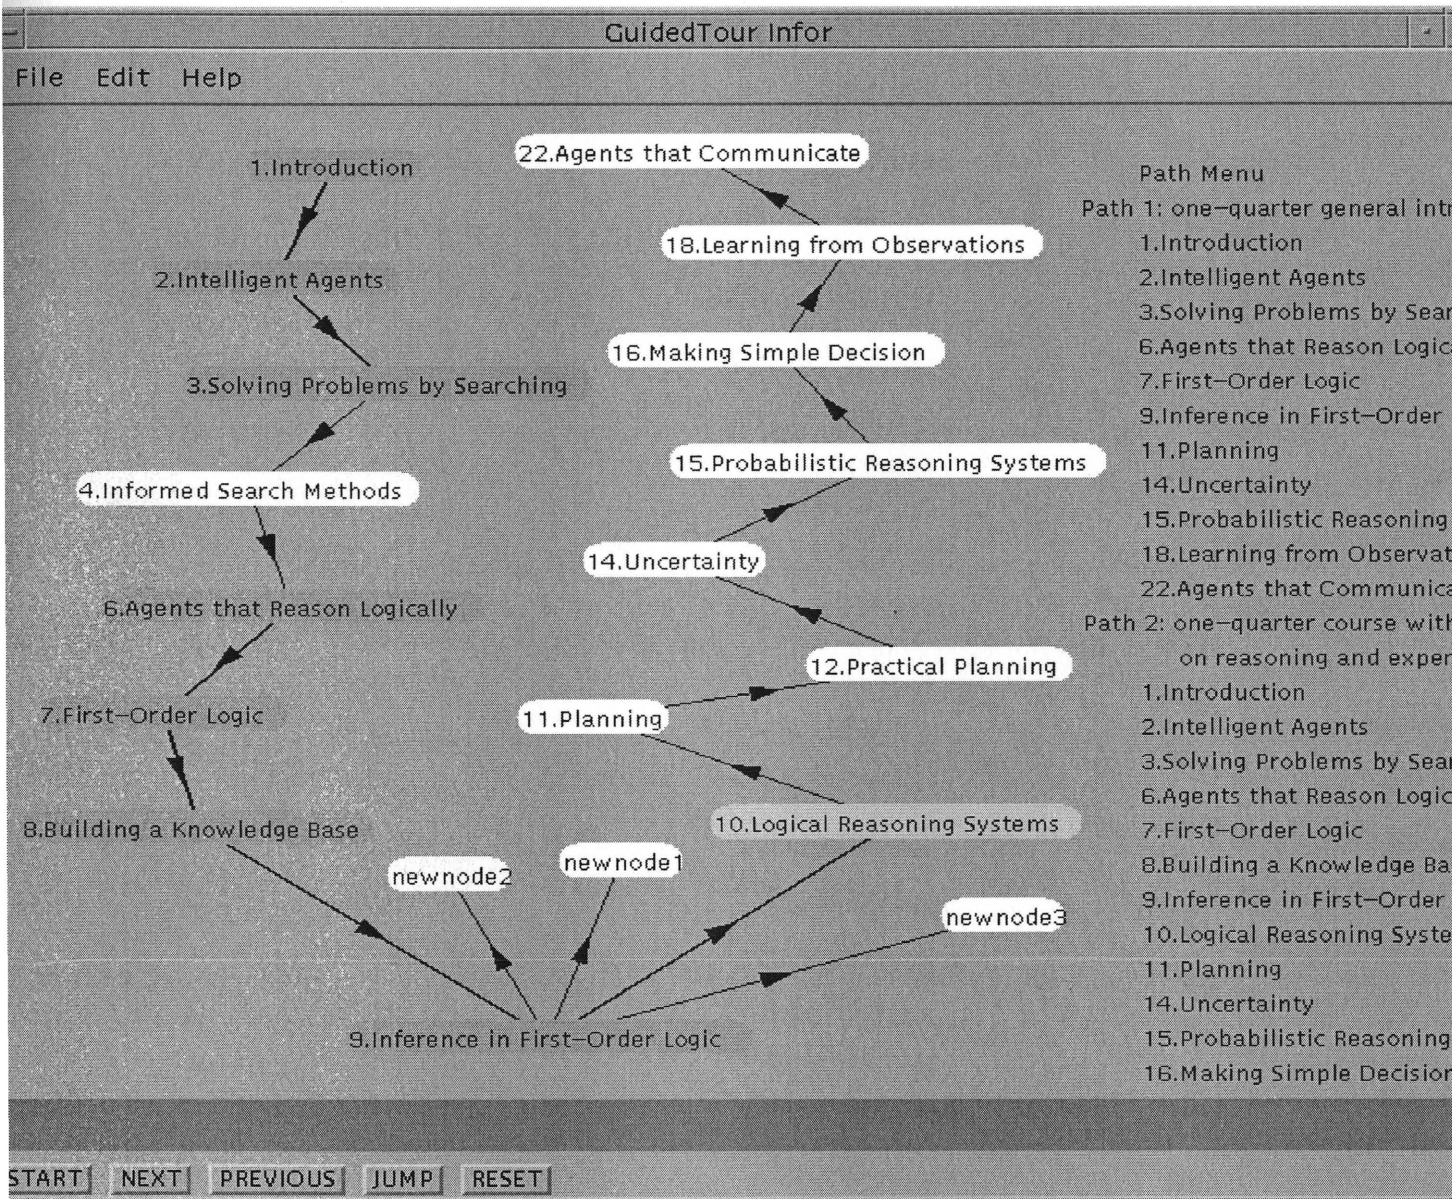 GuidedTour Infor
File Edit Help
1.Introduction
2.Intelligent Agents
3.Solving Problems by Searching
4.Informed Search Methods
6.Agents that Reason Logically
7.First-Order Logic
8.Building a Knowledge Base
9.Inference in First-Order Logic
newnode2
newnode1
newnode3
10.Logical Reasoning Systems
11.Planning
12.Practical Planning
14.Uncertainty
15.Probabilistic Reasoning Systems
16.Making Simple Decision
18.Learning from Observations
22.Agents that Communicate
Path Menu
Path 1: one-quarter general intr
1.Introduction
2.Intelligent Agents
3.Solving Problems by Sear
6.Agents that Reason Logica
7.First-Order Logic
9.Inference in First-Order
11.Planning
14.Uncertainty
15.Probabilistic Reasoning
18.Learning from Observat
22.Agents that Communica
Path 2: one-quarter course with
on reasoning and exper
1.Introduction
2.Intelligent Agents
3.Solving Problems by Sear
6.Agents that Reason Logic
7.First-Order Logic
8.Building a Knowledge Ba
9.Inference in First-Order
10.Logical Reasoning Syste
11.Planning
14.Uncertainty
15.Probabilistic Reasoning
16.Making Simple Decision
START NEXT PREVIOUS JUMP RESET